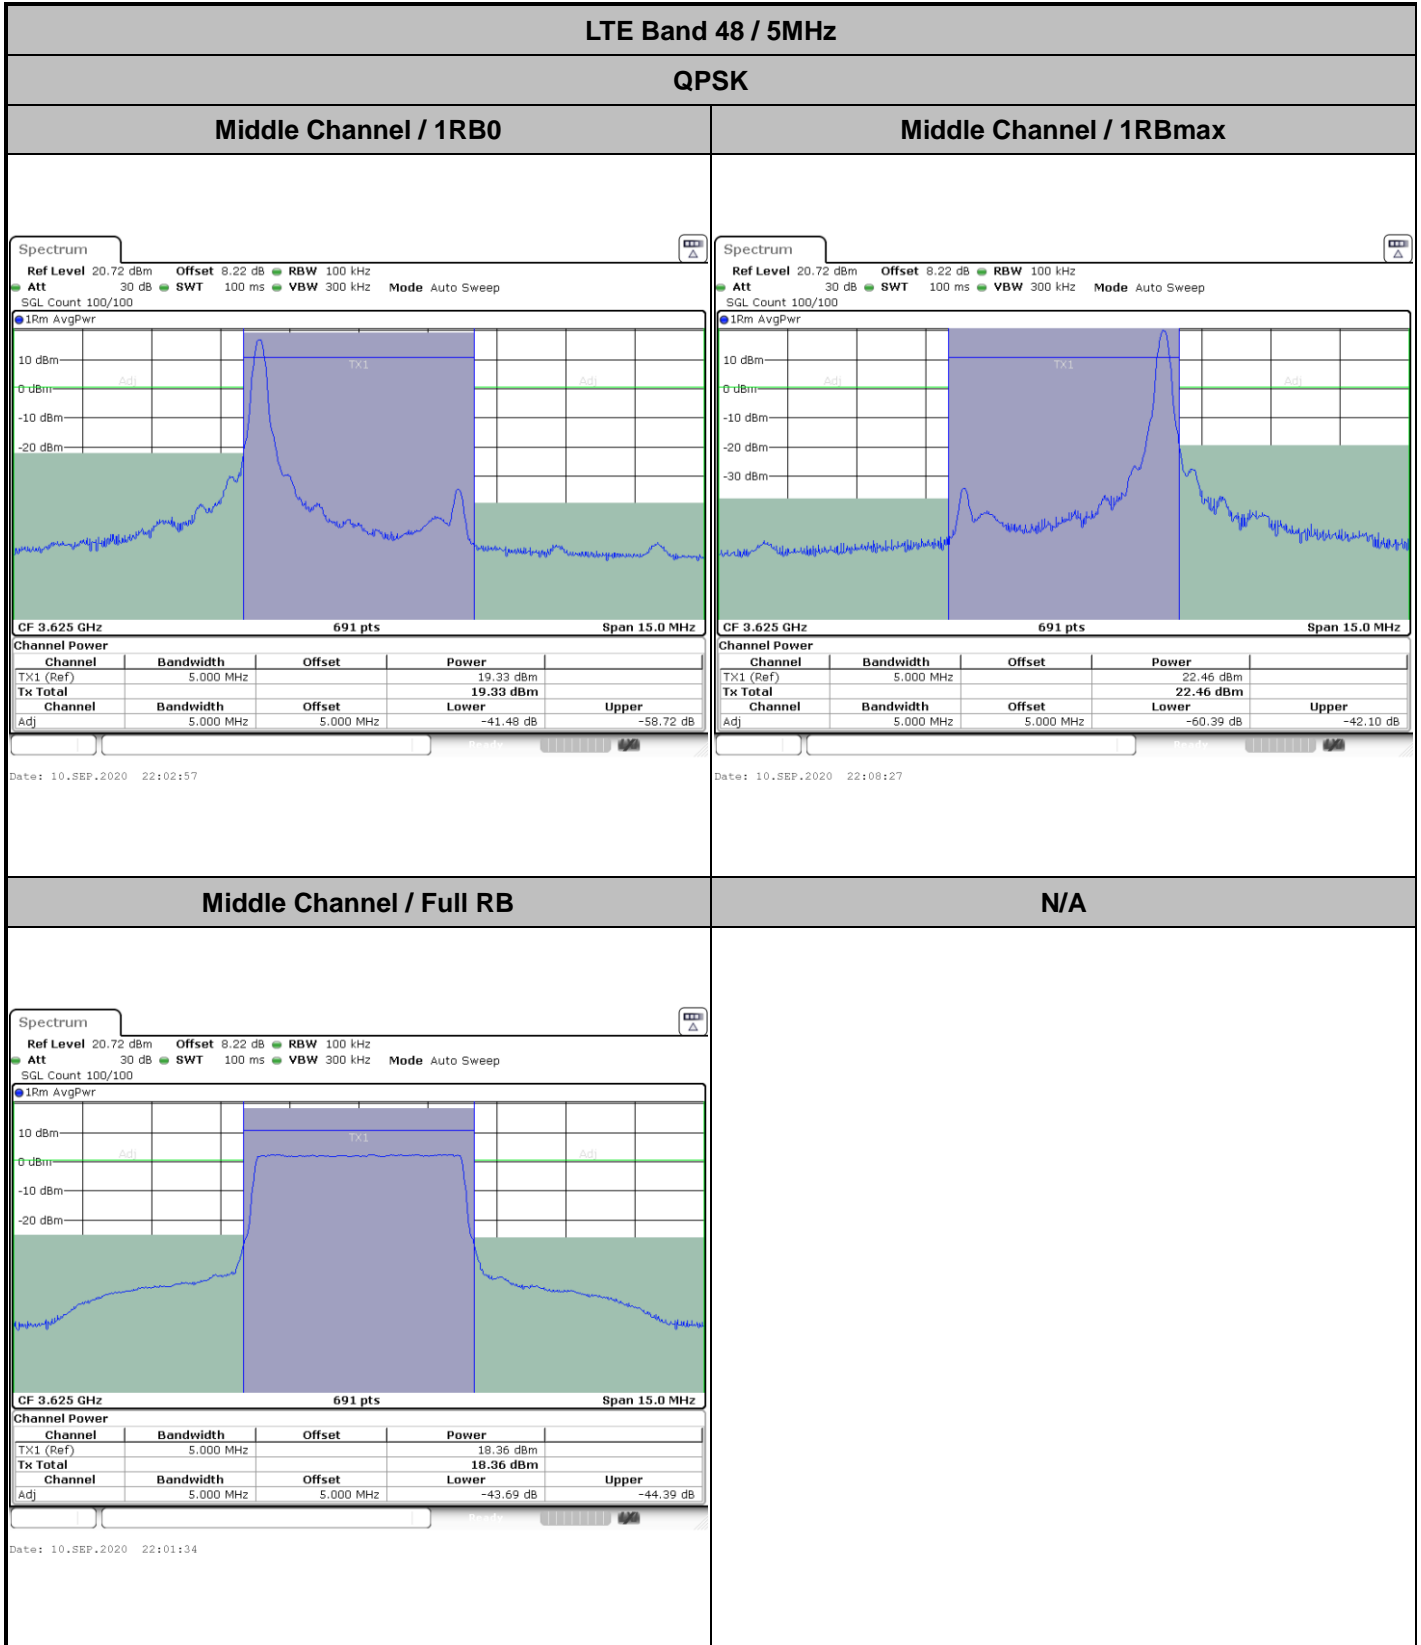 LTE Band 48 / 5MHz
QPSK
Middle Channel / 1RB0
Middle Channel / 1RBmax
Spectrum
Ref Level 20.72 dBm Offset 8.22 dB RBW 100 kHz
Att 30 dB SWT 100 ms VBW 300 kHz Mode Auto Sweep
SGL Count 100/100
1Rm AvgPwr
10 dBm
TX1
Adj
Adj
0 dBm
-10 dBm
-20 dBm
CF 3.625 GHz 691 pts Span 15.0 MHz
Channel Power
Channel Bandwidth Offset Power
TX1 (Ref) 5.000 MHz 19.33 dBm
Tx Total 19.33 dBm
Channel Bandwidth Offset Lower Upper
Adj 5.000 MHz 5.000 MHz -41.48 dB -58.72 dB
Ready
Date: 10.SEP.2020 22:02:57
Spectrum
Ref Level 20.72 dBm Offset 8.22 dB RBW 100 kHz
Att 30 dB SWT 100 ms VBW 300 kHz Mode Auto Sweep
SGL Count 100/100
1Rm AvgPwr
10 dBm
TX1
Adj
Adj
0 dBm
-10 dBm
-20 dBm
-30 dBm
CF 3.625 GHz 691 pts Span 15.0 MHz
Channel Power
Channel Bandwidth Offset Power
TX1 (Ref) 5.000 MHz 22.46 dBm
Tx Total 22.46 dBm
Channel Bandwidth Offset Lower Upper
Adj 5.000 MHz 5.000 MHz -60.39 dB -42.10 dB
Ready
Date: 10.SEP.2020 22:08:27
Middle Channel / Full RB
N/A
Spectrum
Ref Level 20.72 dBm Offset 8.22 dB RBW 100 kHz
Att 30 dB SWT 100 ms VBW 300 kHz Mode Auto Sweep
SGL Count 100/100
1Rm AvgPwr
10 dBm
TX1
Adj
Adj
0 dBm
-10 dBm
-20 dBm
CF 3.625 GHz 691 pts Span 15.0 MHz
Channel Power
Channel Bandwidth Offset Power
TX1 (Ref) 5.000 MHz 18.36 dBm
Tx Total 18.36 dBm
Channel Bandwidth Offset Lower Upper
Adj 5.000 MHz 5.000 MHz -43.69 dB -44.39 dB
Ready
Date: 10.SEP.2020 22:01:34